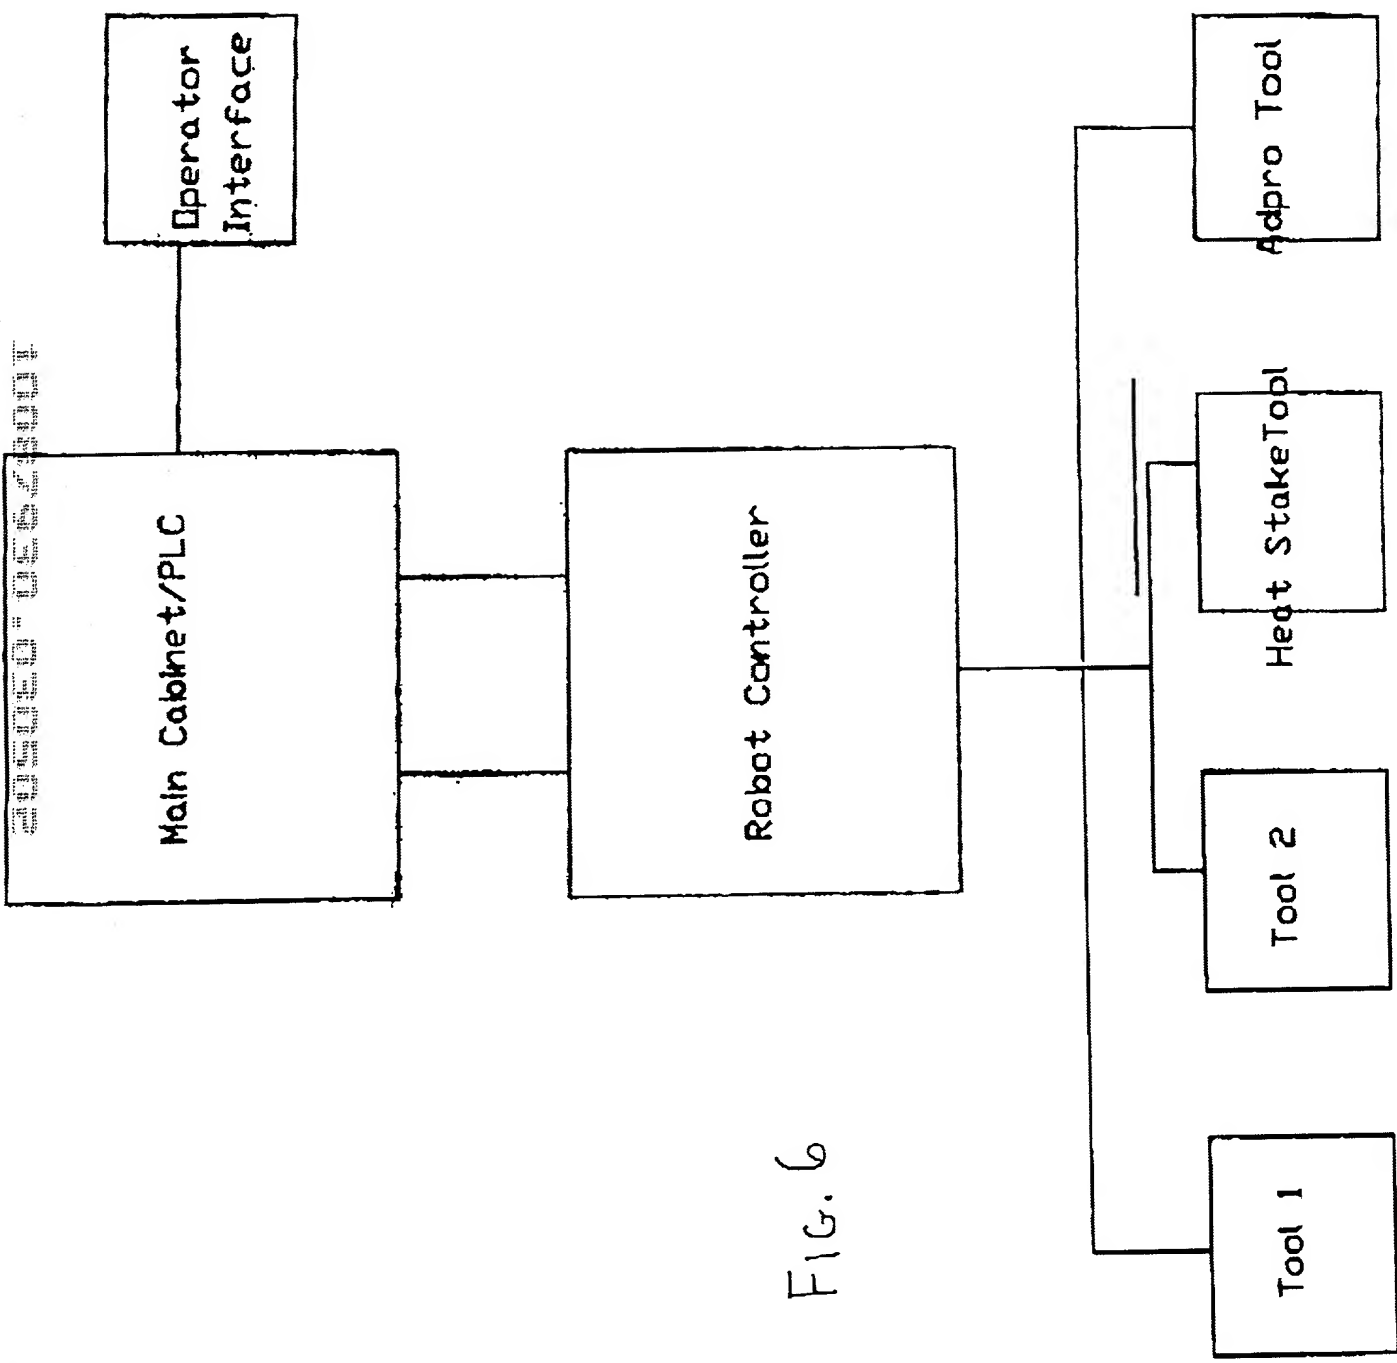 Operator
Interface
Main Cabinet/PLC
Robot Controller
Adpro Tool
Heat StakeTool
Tool 2
Tool 1
FIG. 6